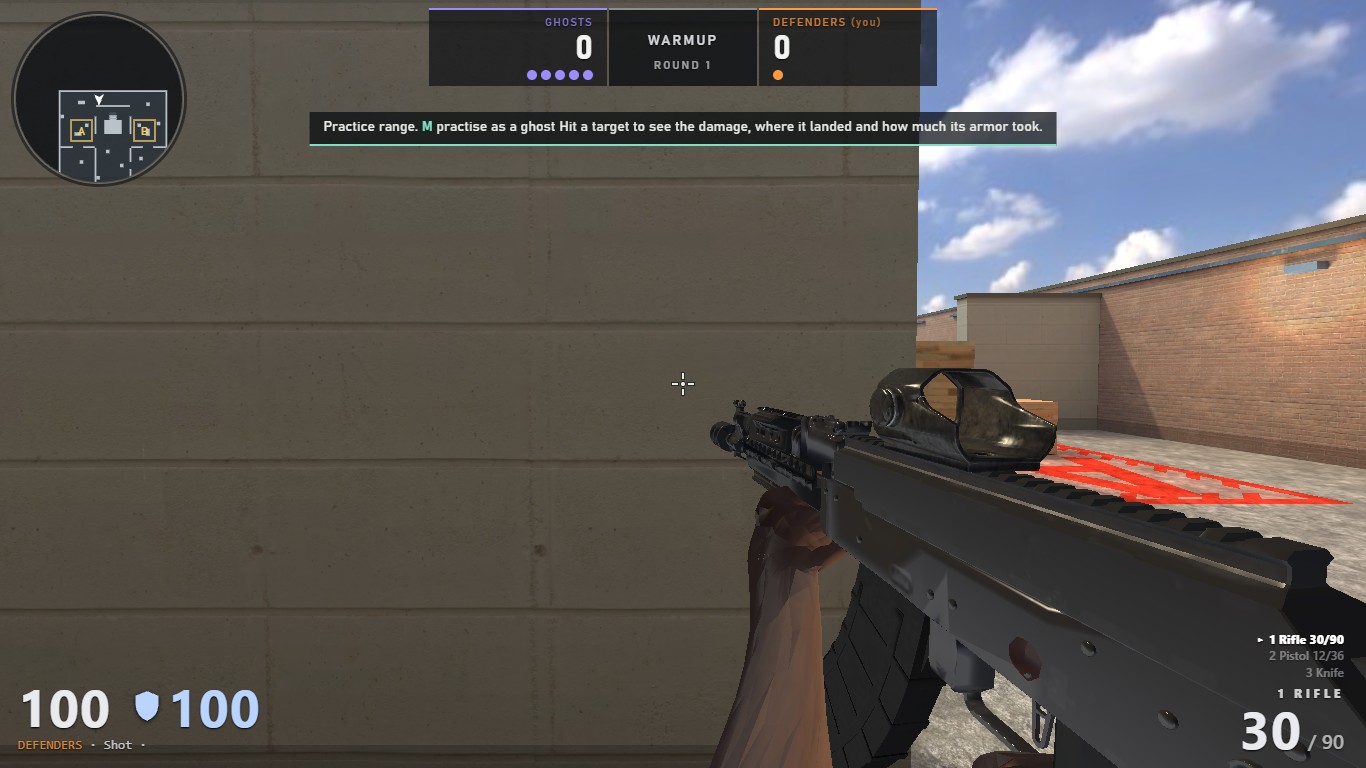 GHOSTS
0
WARMUP
ROUND 1
DEFENDERS (you)
0
Practice range. M practise as a ghost Hit a target to see the damage, where it landed and how much its armor took.
A
B
1 Rifle 30/90
2 Pistol 12/36
3 Knife
1 RIFLE
30 / 90
100 100
DEFENDERS · Shot ·